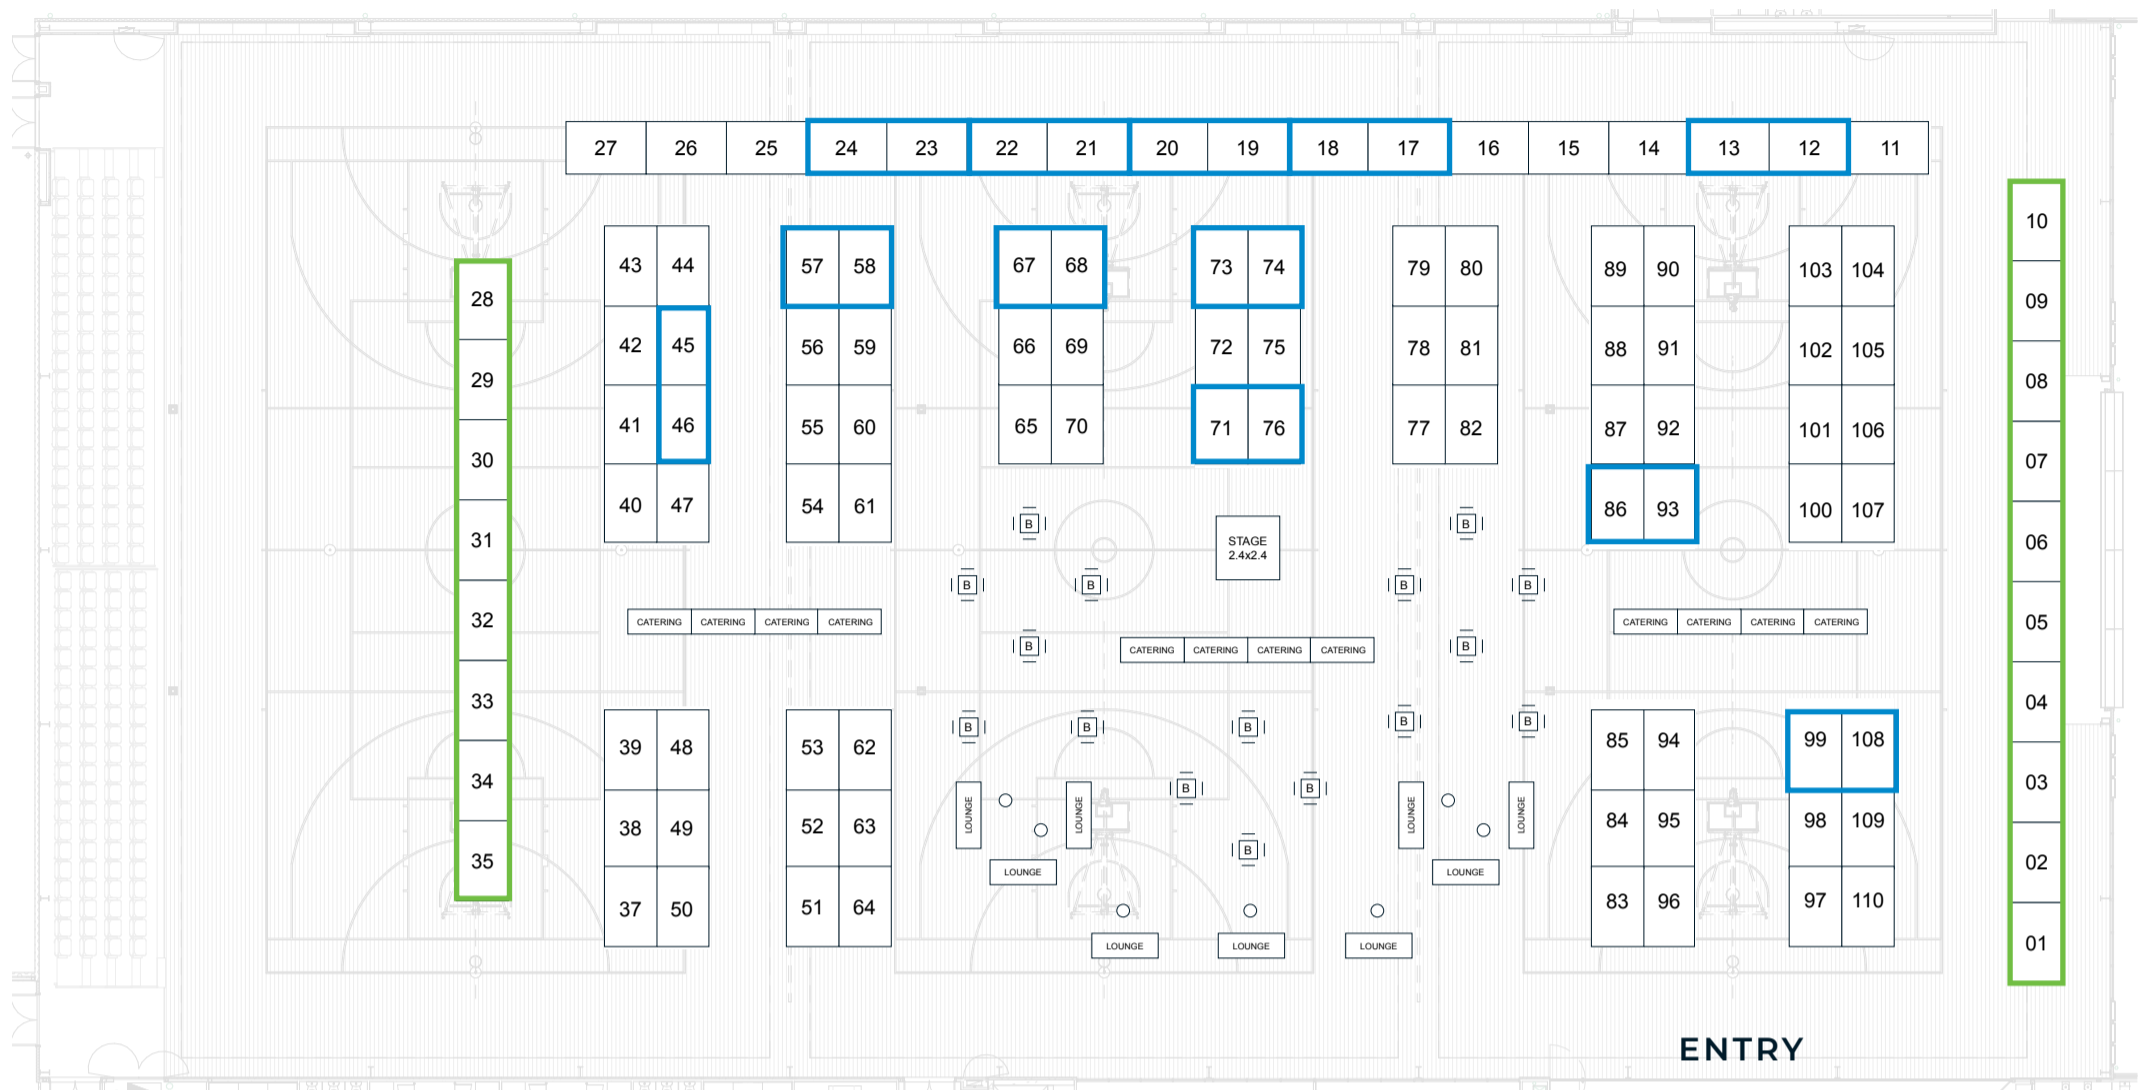 27 26 25 24 23 22 21 20 19 18 17 16 15 14 13 12 11
10
09
08
07
06
05
04
03
02
01
28
29
30
31
32
33
34
35
43 44
42 45
41 46
40 47
57 58
56 59
55 60
54 61
67 68
66 69
65 70
73 74
72 75
71 76
79 80
78 81
77 82
89 90
88 91
87 92
86 93
103 104
102 105
101 106
100 107
STAGE
2.4x2.4
B
B
B
B
B
B
B
B
CATERING CATERING CATERING CATERING
CATERING CATERING CATERING CATERING
CATERING CATERING CATERING CATERING
39 48
38 49
37 50
53 62
52 63
51 64
B
B
B
B
B
B
B
B
LOUNGE
LOUNGE
LOUNGE
LOUNGE
LOUNGE
LOUNGE
LOUNGE
LOUNGE
LOUNGE
85 94
84 95
83 96
99 108
98 109
97 110
ENTRY